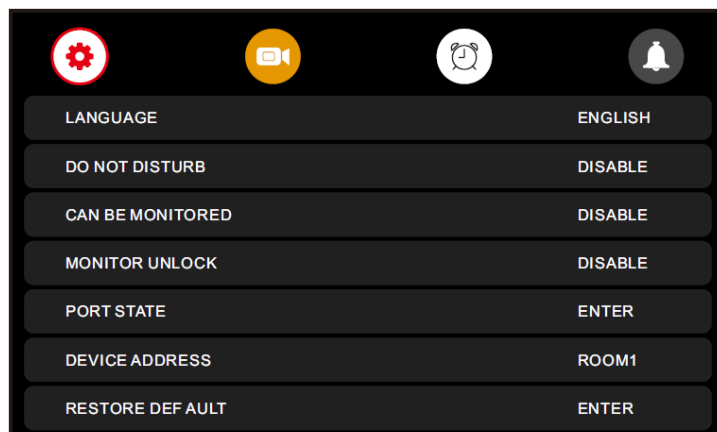 LANGUAGE ENGLISH
DO NOT DISTURB DISABLE
CAN BE MONITORED DISABLE
MONITOR UNLOCK DISABLE
PORT STATE ENTER
DEVICE ADDRESS ROOM1
RESTORE DEF AULT ENTER